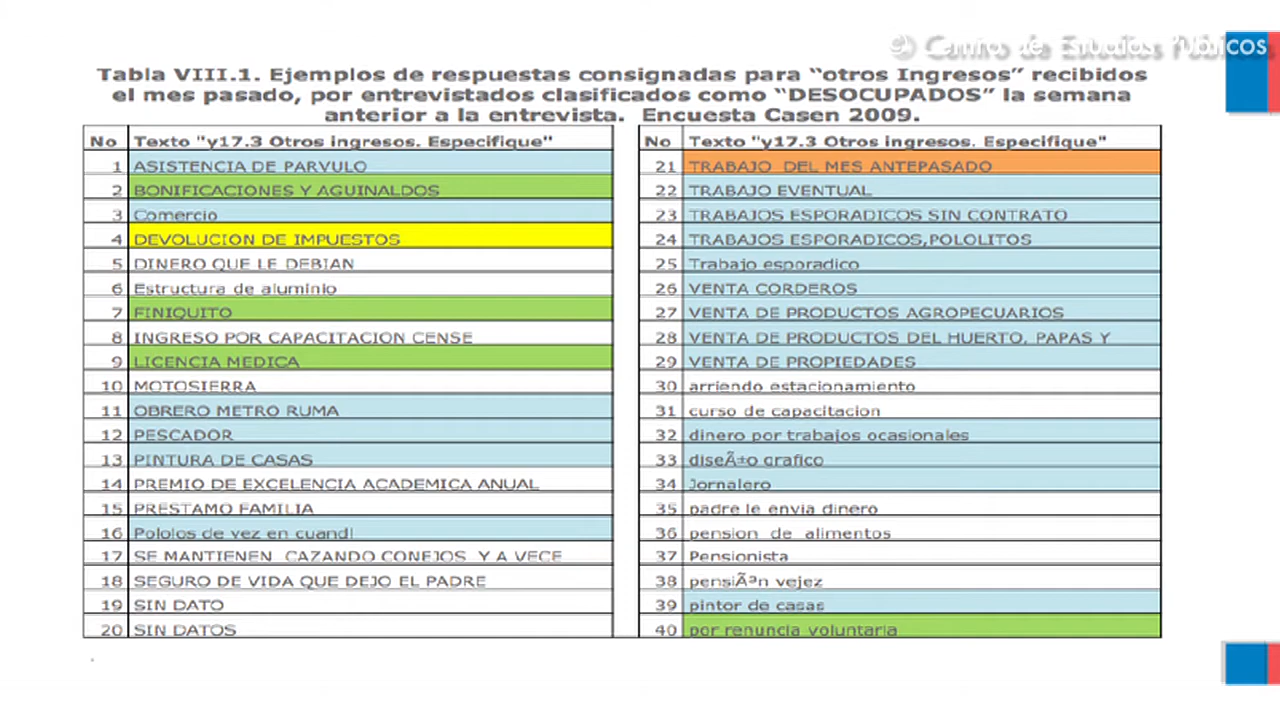 © Centro de Estudios Públicos
Tabla VIII.1. Ejemplos de respuestas consignadas para “otros Ingresos” recibidos
el mes pasado, por entrevistados clasificados como “DESOCUPADOS” la semana
anterior a la entrevista. Encuesta Casen 2009.
No Texto "y17.3 Otros ingresos. Especifique"
1 ASISTENCIA DE PARVULO
2 BONIFICACIONES Y AGUINALDOS
3 Comercio
4 DEVOLUCION DE IMPUESTOS
5 DINERO QUE LE DEBIAN
6 Estructura de aluminio
7 FINIQUITO
8 INGRESO POR CAPACITACION CENSE
9 LICENCIA MEDICA
10 MOTOSIERRA
11 OBRERO METRO RUMA
12 PESCADOR
13 PINTURA DE CASAS
14 PREMIO DE EXCELENCIA ACADEMICA ANUAL
15 PRESTAMO FAMILIA
16 Pololos de vez en cuandl
17 SE MANTIENEN CAZANDO CONEJOS Y A VECE
18 SEGURO DE VIDA QUE DEJO EL PADRE
19 SIN DATO
20 SIN DATOS
No Texto "y17.3 Otros ingresos. Especifique"
21 TRABAJO DEL MES ANTEPASADO
22 TRABAJO EVENTUAL
23 TRABAJOS ESPORADICOS SIN CONTRATO
24 TRABAJOS ESPORADICOS,POLOLITOS
25 Trabajo esporadico
26 VENTA CORDEROS
27 VENTA DE PRODUCTOS AGROPECUARIOS
28 VENTA DE PRODUCTOS DEL HUERTO, PAPAS Y
29 VENTA DE PROPIEDADES
30 arriendo estacionamiento
31 curso de capacitacion
32 dinero por trabajos ocasionales
33 diseÃ±o grafico
34 Jornalero
35 padre le envia dinero
36 pension de alimentos
37 Pensionista
38 pensiÃªn vejez
39 pintor de casas
40 por renuncia voluntaria